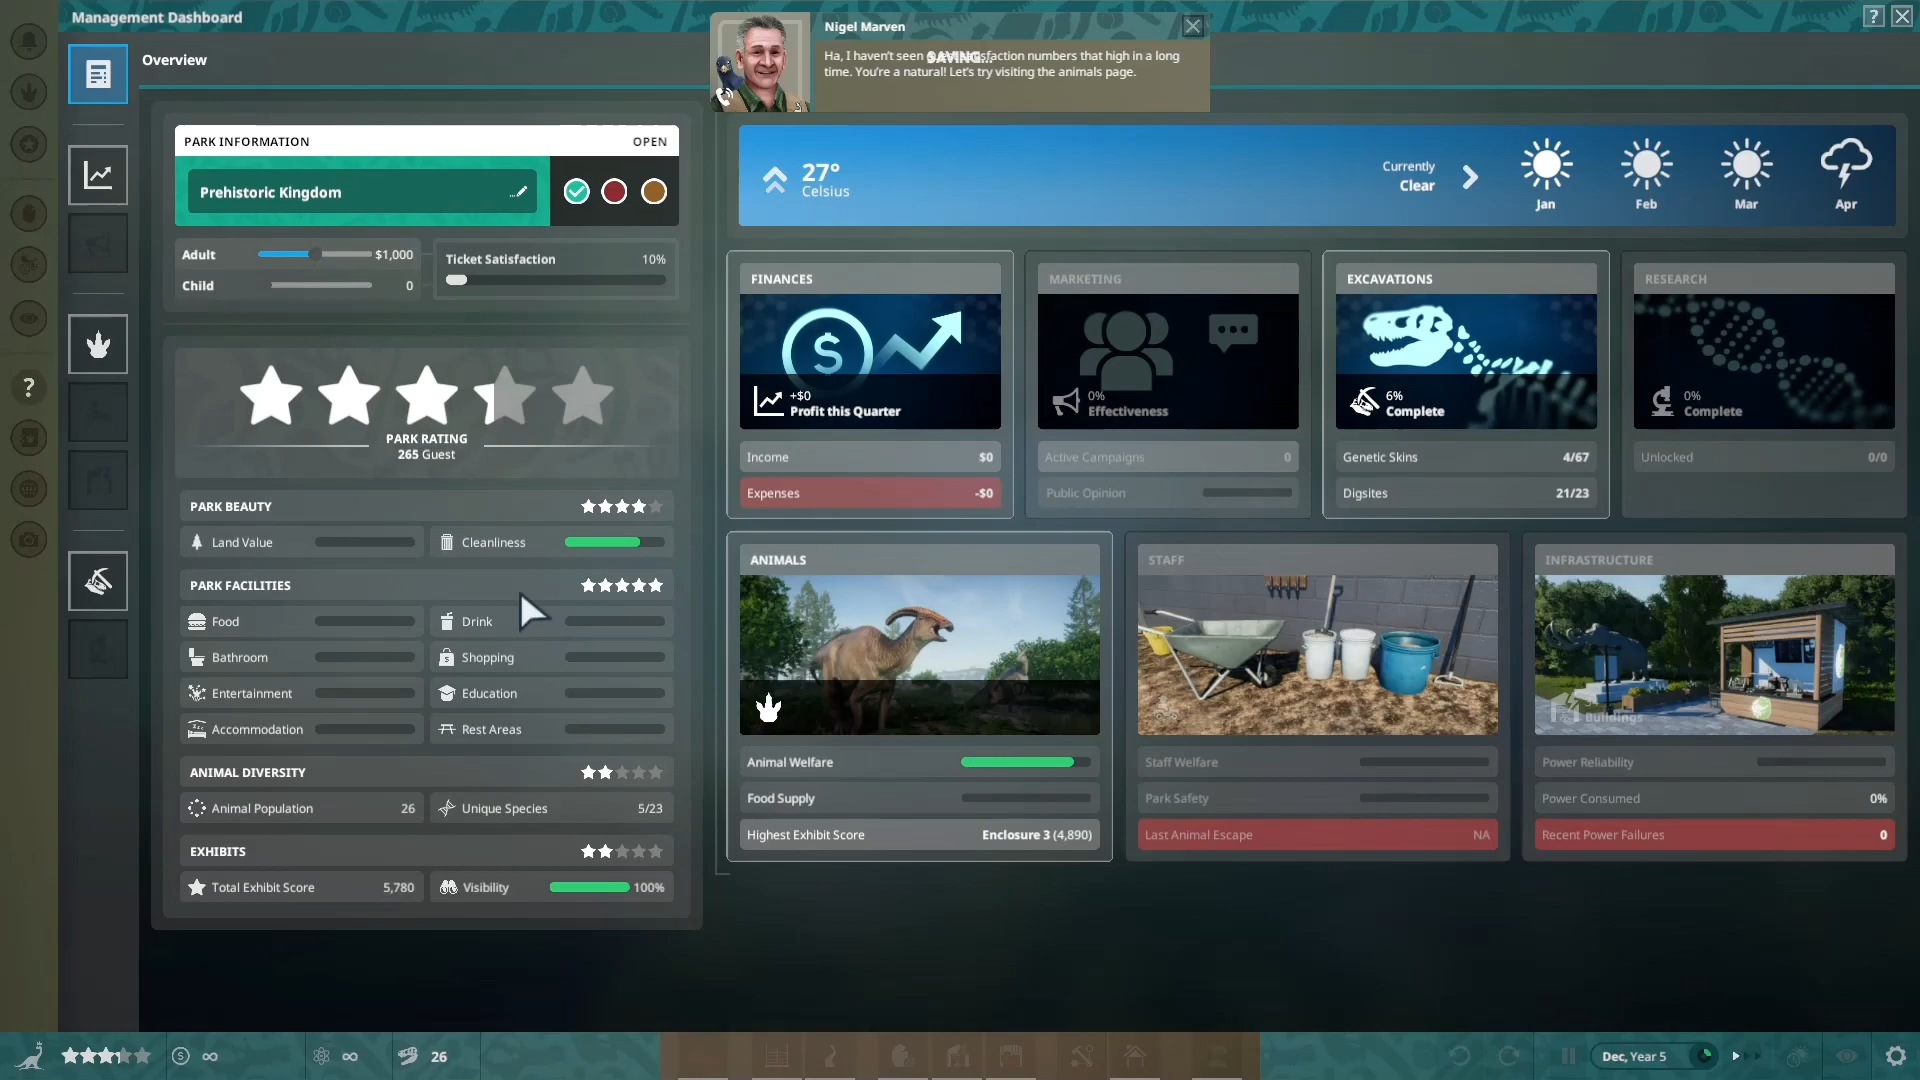 Management Dashboard
Overview
Nigel Marven
Ha, I haven't seen sfaction numbers that high in a long
time. You're a natural! Let's try visiting the animals page.
SAVING...
PARK INFORMATION
OPEN
Prehistoric Kingdom
Adult
$1,000
Child
0
Ticket Satisfaction
10%
PARK RATING
265 Guest
PARK BEAUTY
Land Value
Cleanliness
PARK FACILITIES
Food
Drink
Bathroom
Shopping
Entertainment
Education
Accommodation
Rest Areas
ANIMAL DIVERSITY
Animal Population
26
Unique Species
5/23
EXHIBITS
Total Exhibit Score
5,780
Visibility
100%
27°
Celsius
Currently
Clear
Jan
Feb
Mar
Apr
FINANCES
+$0
Profit this Quarter
Income
$0
Expenses
-$0
MARKETING
0%
Effectiveness
Active Campaigns
0
Public Opinion
EXCAVATIONS
6%
Complete
Genetic Skins
4/67
Digsites
21/23
RESEARCH
0%
Complete
Unlocked
0/0
ANIMALS
Animal Welfare
Food Supply
Highest Exhibit Score
Enclosure 3 (4,890)
STAFF
Staff Welfare
Park Safety
Last Animal Escape
NA
INFRASTRUCTURE
Buildings
Power Reliability
Power Consumed
0%
Recent Power Failures
0
∞
∞
26
Dec, Year 5